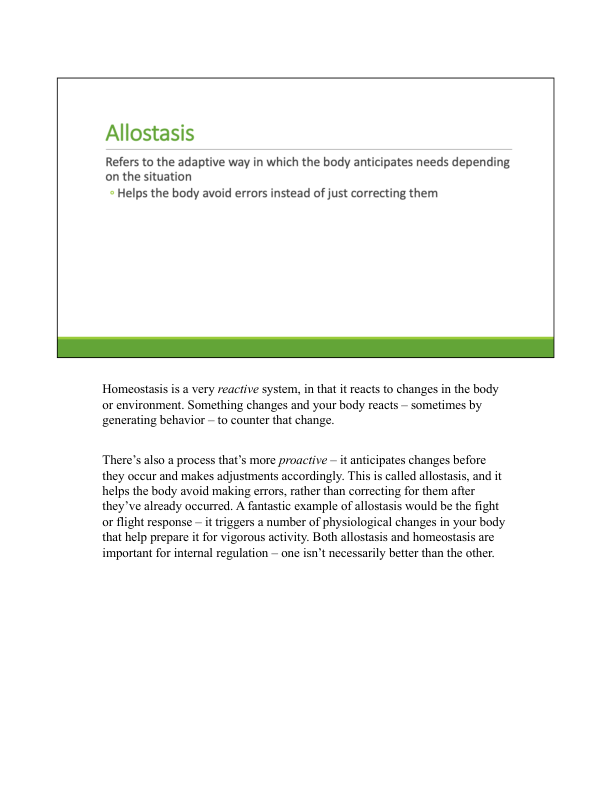 Allostasis
Refers to the adaptive way in which the body anticipates needs depending
on the situation
◦ Helps the body avoid errors instead of just correcting them
Homeostasis is a very reactive system, in that it reacts to changes in the body
or environment. Something changes and your body reacts – sometimes by
generating behavior – to counter that change.
There’s also a process that’s more proactive – it anticipates changes before
they occur and makes adjustments accordingly. This is called allostasis, and it
helps the body avoid making errors, rather than correcting for them after
they’ve already occurred. A fantastic example of allostasis would be the fight
or flight response – it triggers a number of physiological changes in your body
that help prepare it for vigorous activity. Both allostasis and homeostasis are
important for internal regulation – one isn’t necessarily better than the other.